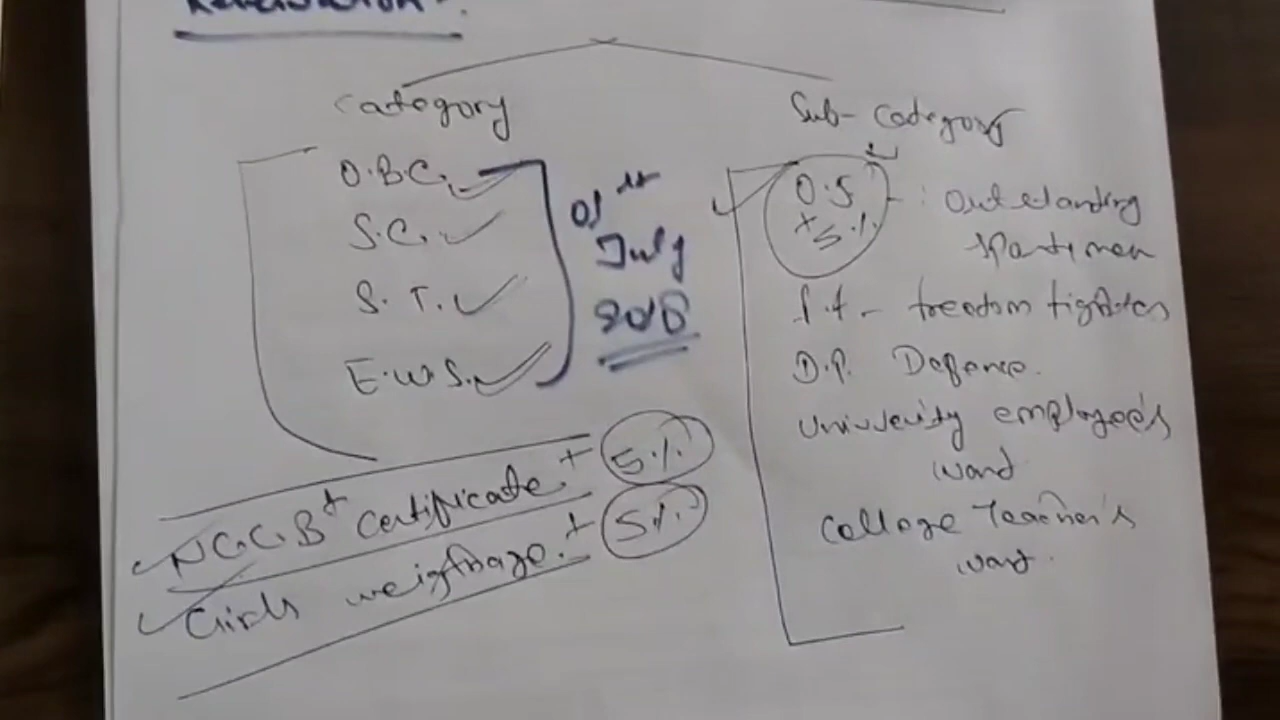 Reservation:
Category
O.B.C.
S.C.
S.T.
E.W.S.
01st
July
2018
N.C.C. B+ Certificate + 5%
Girls weightage. + 5%
Sub-Category
O.S : Outstanding
+5%
Sportsmen
f.f - freedom fighters
D.P. Defence.
University employee's
ward
College Teacher's
ward.